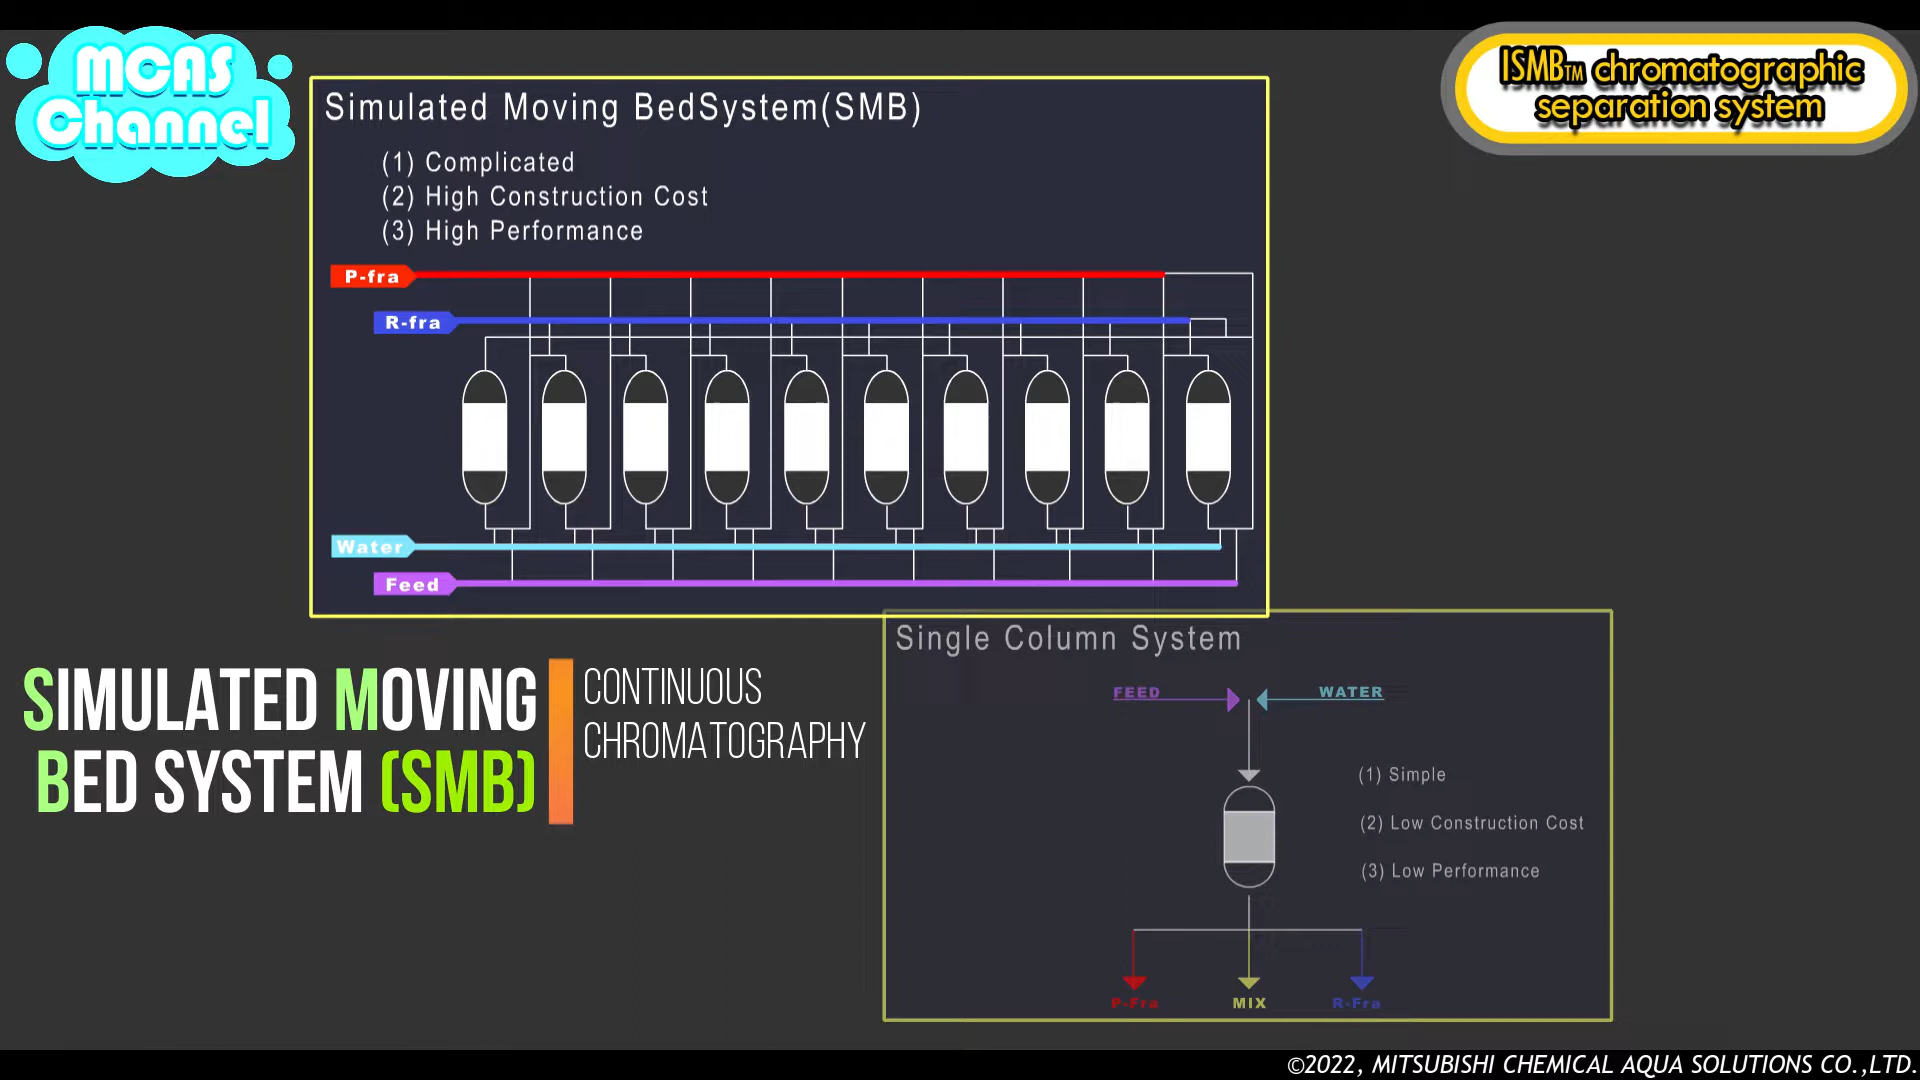 MCAS
Channel
ISMB™ chromatographic
separation system
Simulated Moving BedSystem(SMB)
(1) Complicated
(2) High Construction Cost
(3) High Performance
P-fra
R-fra
Water
Feed
SIMULATED MOVING
BED SYSTEM (SMB)
CONTINUOUS
CHROMATOGRAPHY
Single Column System
FEED
WATER
(1) Simple
(2) Low Construction Cost
(3) Low Performance
P-Fra
MIX
R-Fra
©2022, MITSUBISHI CHEMICAL AQUA SOLUTIONS CO.,LTD.